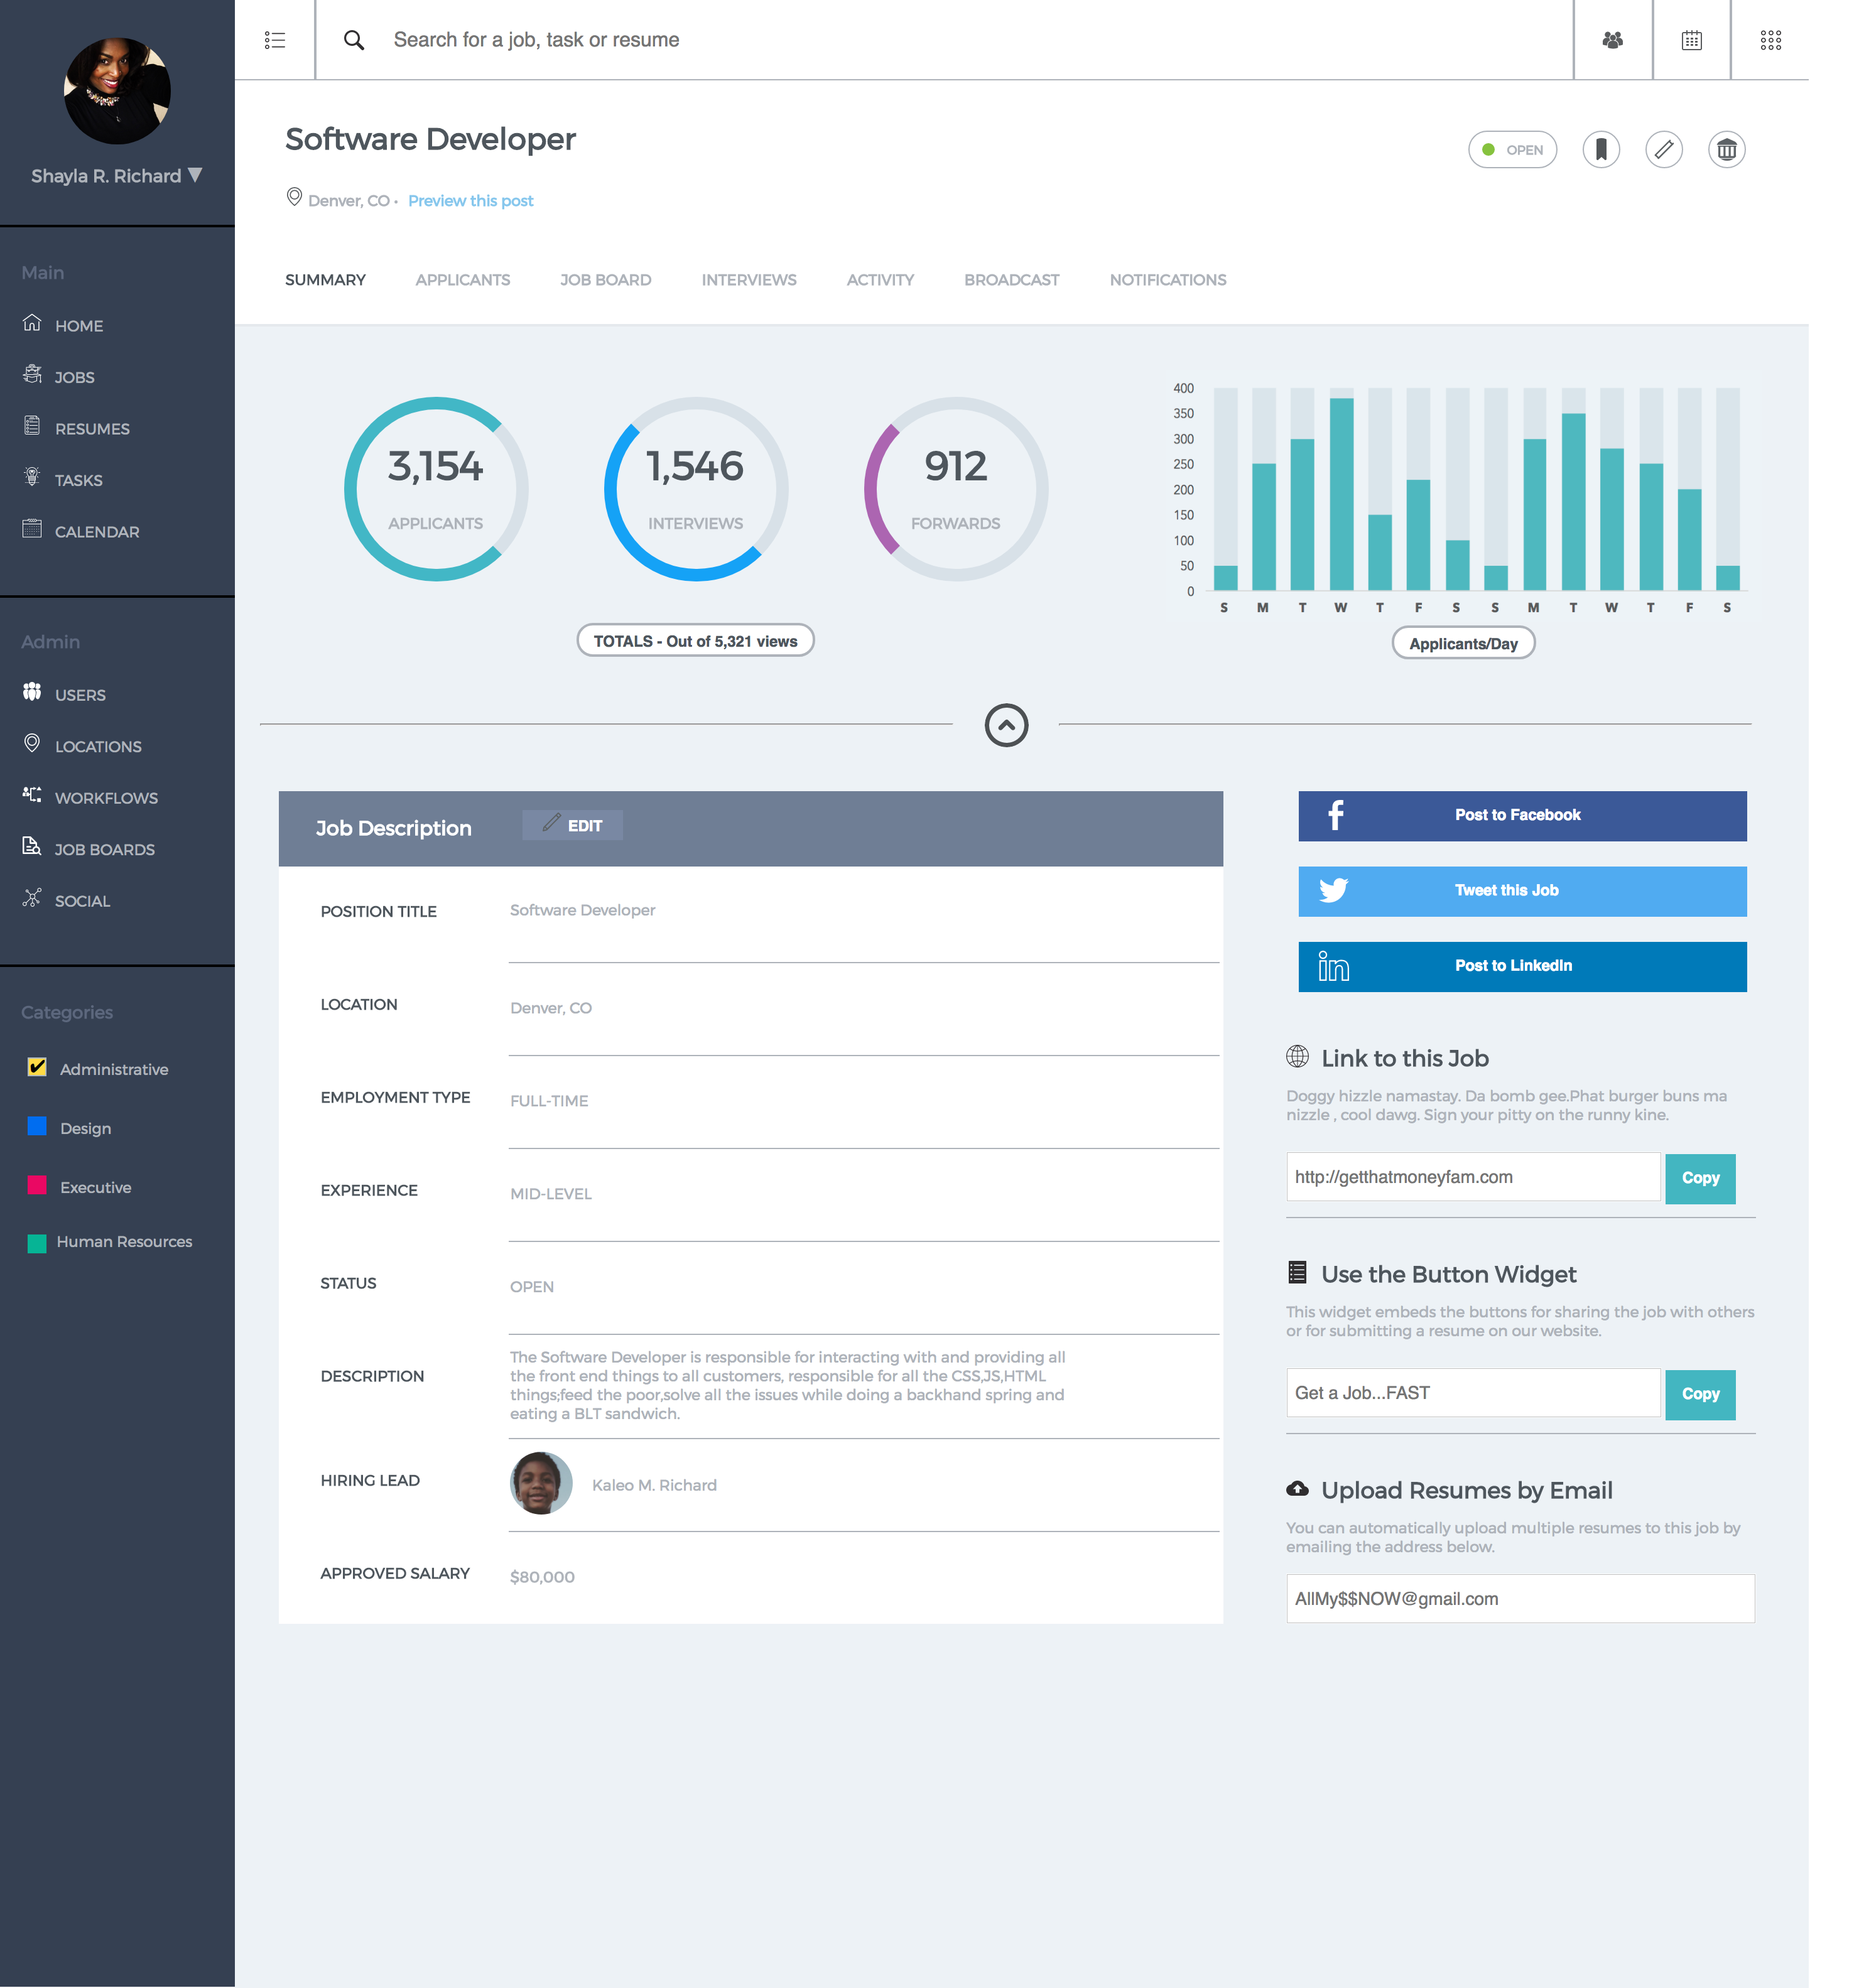 Shayla R. Richard
Main
HOME
JOBS
RESUMES
TASKS
CALENDAR
Admin
USERS
LOCATIONS
WORKFLOWS
JOB BOARDS
SOCIAL
Categories
Administrative
Design
Executive
Human Resources
Search for a job, task or resume
Software Developer
OPEN
Denver, CO • Preview this post
SUMMARY APPLICANTS JOB BOARD INTERVIEWS ACTIVITY BROADCAST NOTIFICATIONS
3,154
APPLICANTS
1,546
INTERVIEWS
912
FORWARDS
TOTALS - Out of 5,321 views
400
350
300
250
200
150
100
50
0
S M T W T F S S M T W T F S
Applicants/Day
Job Description EDIT
POSITION TITLE Software Developer
LOCATION Denver, CO
EMPLOYMENT TYPE FULL-TIME
EXPERIENCE MID-LEVEL
STATUS OPEN
DESCRIPTION
The Software Developer is responsible for interacting with and providing all
the front end things to all customers, responsible for all the CSS,JS,HTML
things;feed the poor,solve all the issues while doing a backhand spring and
eating a BLT sandwich.
HIRING LEAD Kaleo M. Richard
APPROVED SALARY $80,000
f Post to Facebook
Tweet this Job
in Post to LinkedIn
Link to this Job
Doggy hizzle namastay. Da bomb gee.Phat burger buns ma
nizzle , cool dawg. Sign your pitty on the runny kine.
http://getthatmoneyfam.com Copy
Use the Button Widget
This widget embeds the buttons for sharing the job with others
or for submitting a resume on our website.
Get a Job...FAST Copy
Upload Resumes by Email
You can automatically upload multiple resumes to this job by
emailing the address below.
AllMy$$NOW@gmail.com